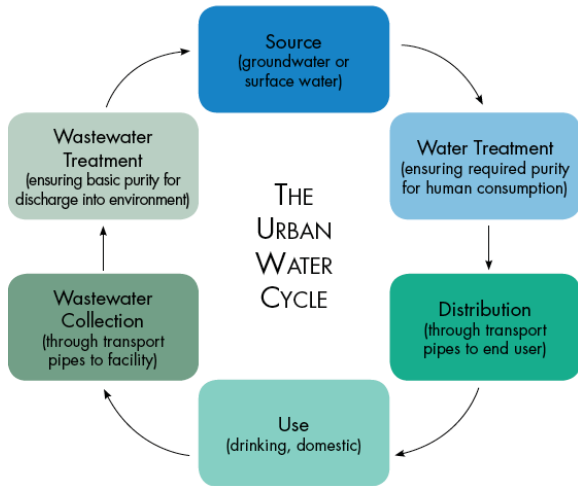 Source
(groundwater or
surface water)
Water Treatment
(ensuring required purity
for human consumption)
Distribution
(through transport
pipes to end user)
Use
(drinking, domestic)
Wastewater
Collection
(through transport
pipes to facility)
Wastewater
Treatment
(ensuring basic purity for
discharge into environment)
THE
URBAN
WATER
CYCLE